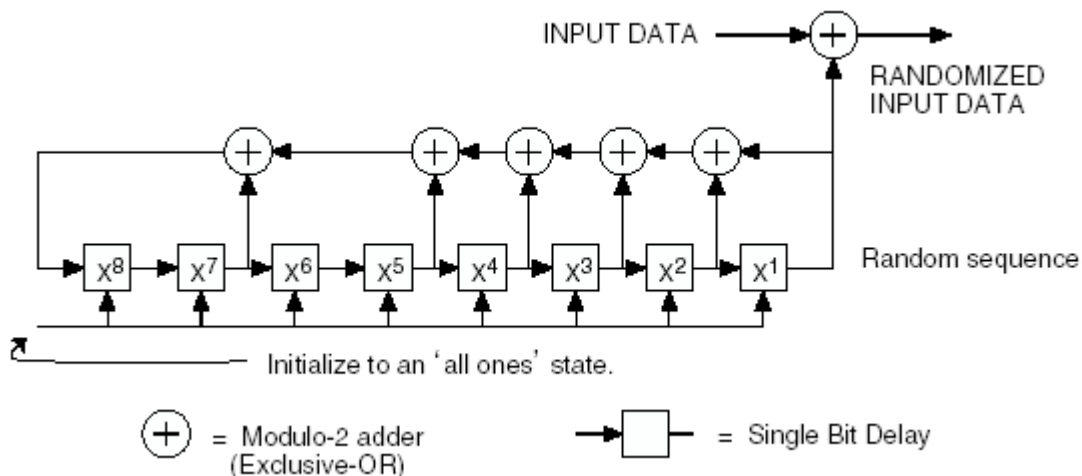 INPUT DATA
RANDOMIZED
INPUT DATA
X8 X7 X6 X5 X4 X3 X2 X1
Random sequence
Initialize to an 'all ones' state.
= Modulo-2 adder
(Exclusive-OR)
= Single Bit Delay